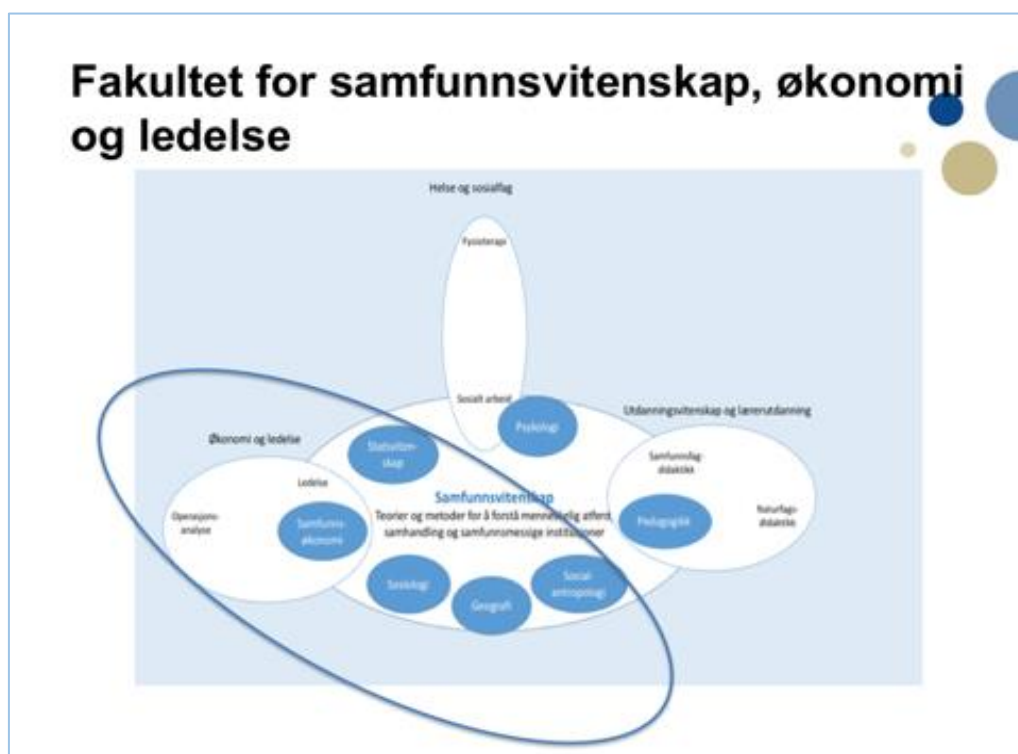 Fakultet for samfunnsvitenskap, økonomi
og ledelse
Helse og sosialfag
Fysioterapi
Sosialt arbeid
Psykologi
Utdanningsvitenskap og lærerutdanning
Økonomi og ledelse
Statsviten-
skap
Samfunnsfag-
didaktikk
Ledelse
Samfunnsvitenskap
Operasjons-
analyse
Samfunns-
økonomi
Teorier og metoder for å forstå menneskelig atferd,
samhandling og samfunnsmessige institusjoner
Pedagogikk
Naturfags-
didaktikk
Sosiologi
Geografi
Sosial-
antropologi